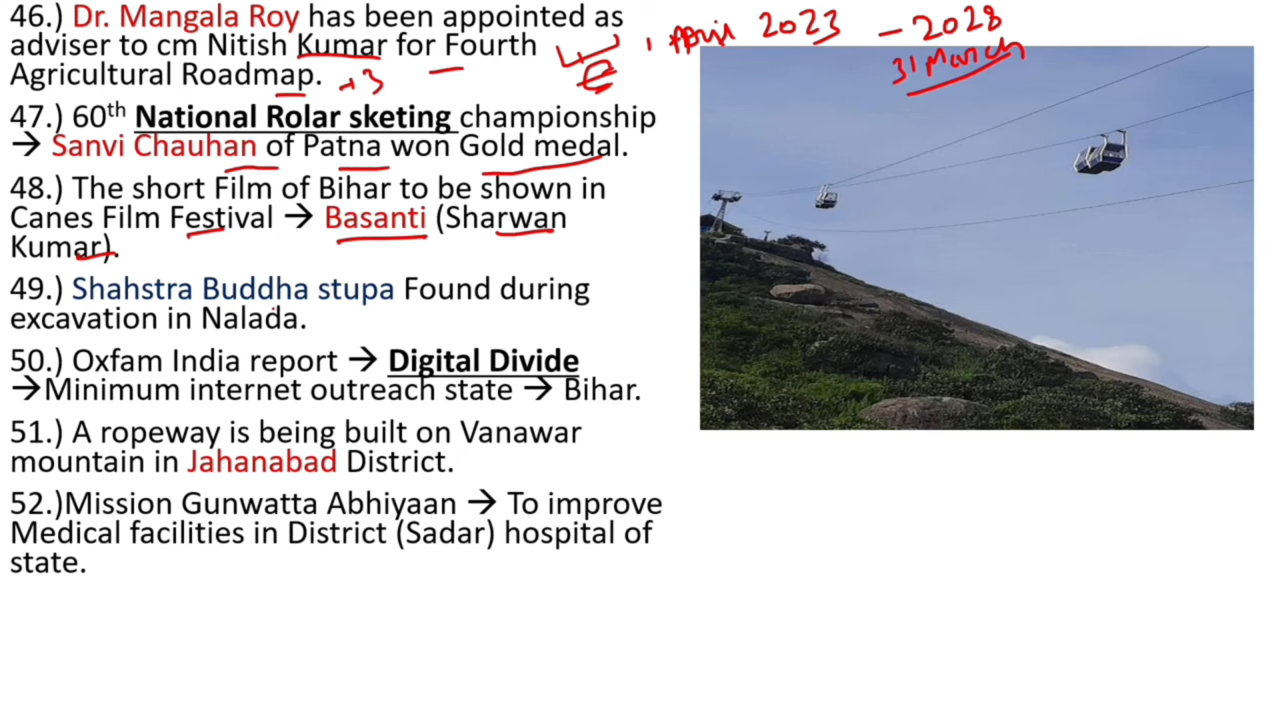 46.) Dr. Mangala Roy has been appointed as
adviser to cm Nitish Kumar for Fourth
Agricultural Roadmap.
+3
1 April 2023 – 2028
31 March
47.) 60th National Rolar sketing championship
→ Sanvi Chauhan of Patna won Gold medal.
48.) The short Film of Bihar to be shown in
Canes Film Festival → Basanti (Sharwan
Kumar).
49.) Shahstra Buddha stupa Found during
excavation in Nalada.
50.) Oxfam India report → Digital Divide
→Minimum internet outreach state → Bihar.
51.) A ropeway is being built on Vanawar
mountain in Jahanabad District.
52.)Mission Gunwatta Abhiyaan → To improve
Medical facilities in District (Sadar) hospital of
state.